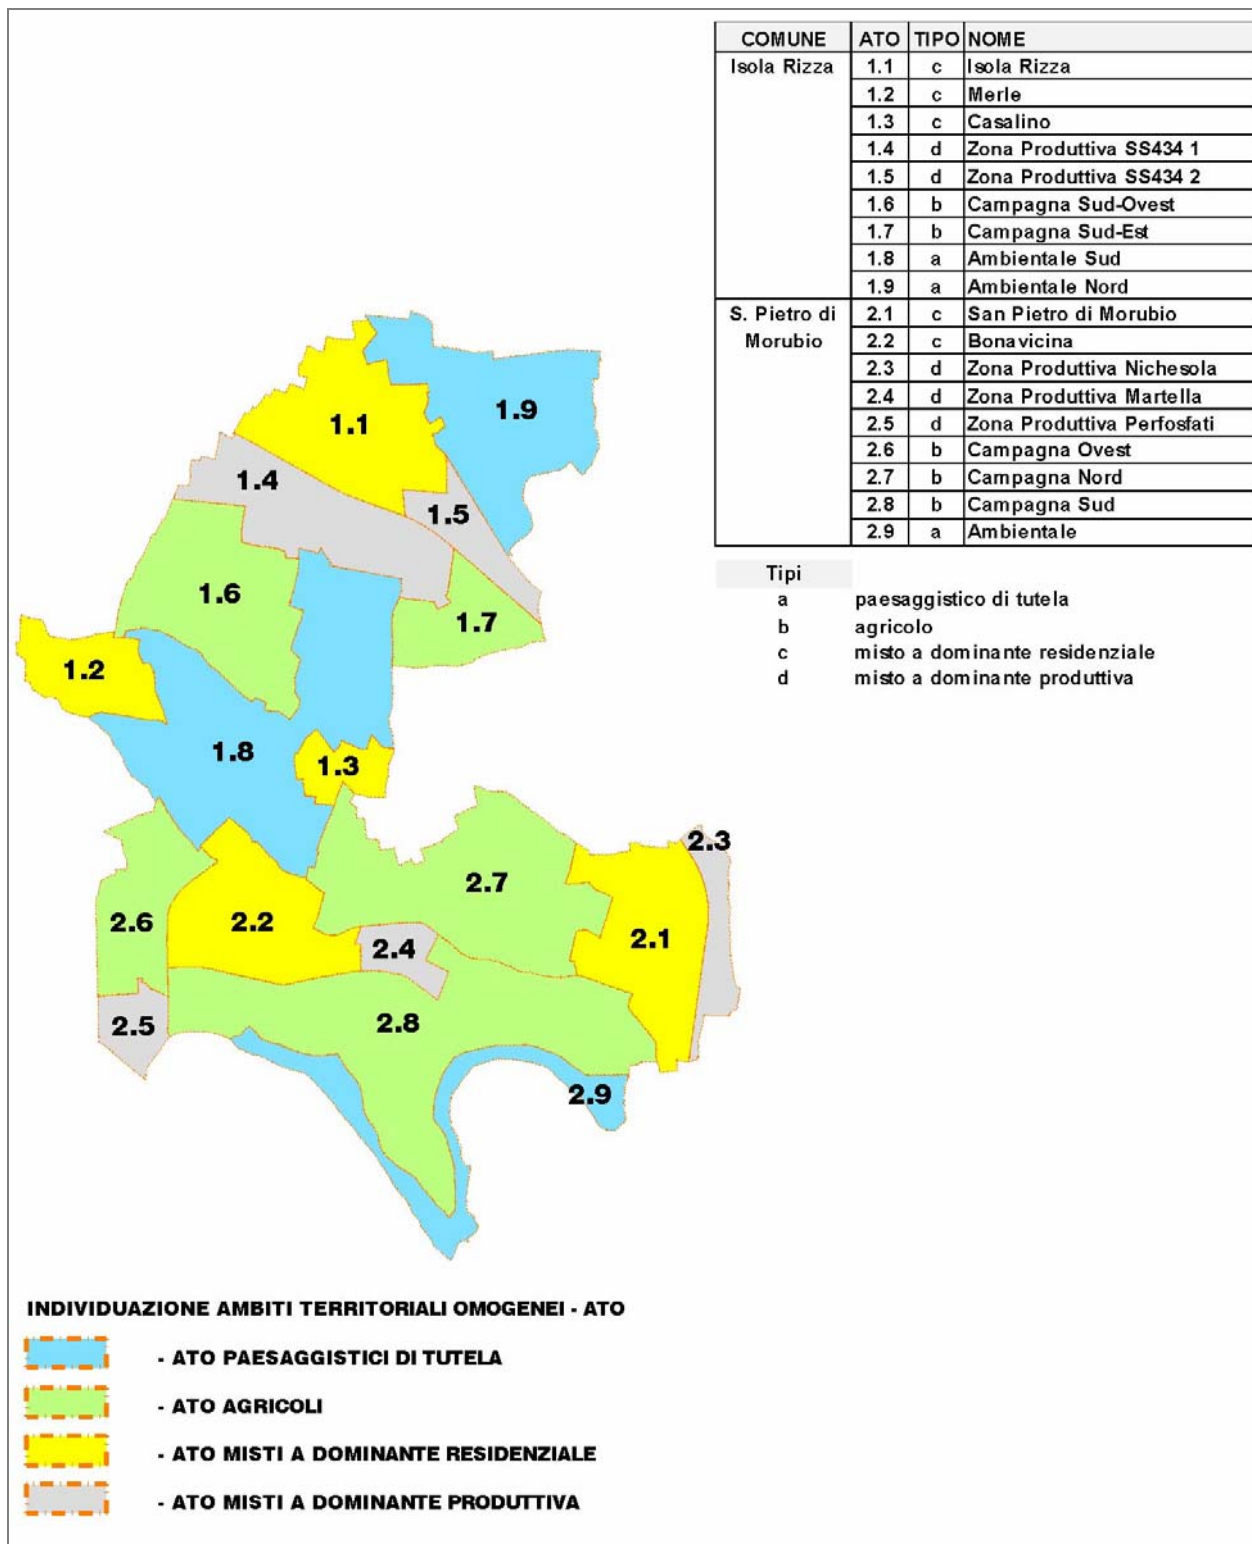 COMUNE ATO TIPO NOME
Isola Rizza 1.1 c Isola Rizza
1.2 c Merle
1.3 c Casalino
1.4 d Zona Produttiva SS434 1
1.5 d Zona Produttiva SS434 2
1.6 b Campagna Sud-Ovest
1.7 b Campagna Sud-Est
1.8 a Ambientale Sud
1.9 a Ambientale Nord
S. Pietro di 2.1 c San Pietro di Morubio
Morubio 2.2 c Bonavicina
2.3 d Zona Produttiva Nichesola
2.4 d Zona Produttiva Martella
2.5 d Zona Produttiva Perfosfati
2.6 b Campagna Ovest
2.7 b Campagna Nord
2.8 b Campagna Sud
2.9 a Ambientale
Tipi
a paesaggistico di tutela
b agricolo
c misto a dominante residenziale
d misto a dominante produttiva
1.9
1.1
1.4
1.5
1.6
1.7
1.2
1.8
1.3
2.3
2.7
2.6
2.2
2.1
2.4
2.5
2.8
2.9
INDIVIDUAZIONE AMBITI TERRITORIALI OMOGENEI - ATO
- ATO PAESAGGISTICI DI TUTELA
- ATO AGRICOLI
- ATO MISTI A DOMINANTE RESIDENZIALE
- ATO MISTI A DOMINANTE PRODUTTIVA